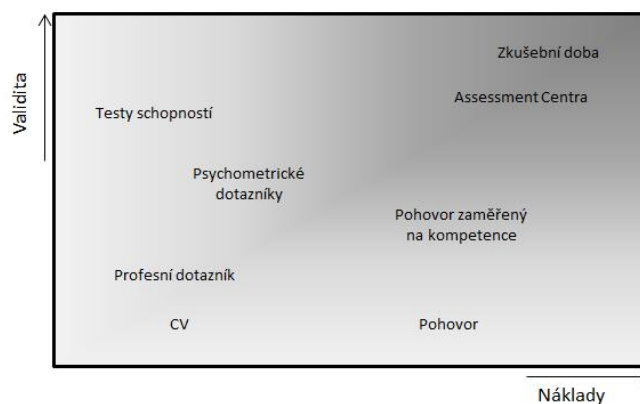 Validita
Zkušební doba
Assessment Centra
Testy schopností
Psychometrické
dotazníky
Pohovor zaměřený
na kompetence
Profesní dotazník
CV
Pohovor
Náklady